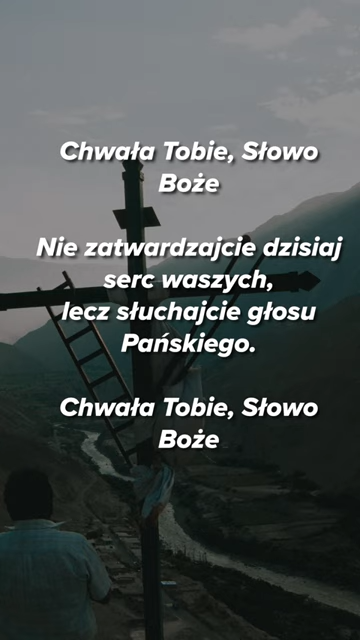 Chwała Tobie, Słowo
Boże
Nie zatwardzajcie dzisiaj
serc waszych,
lecz słuchajcie głosu
Pańskiego.
Chwała Tobie, Słowo
Boże